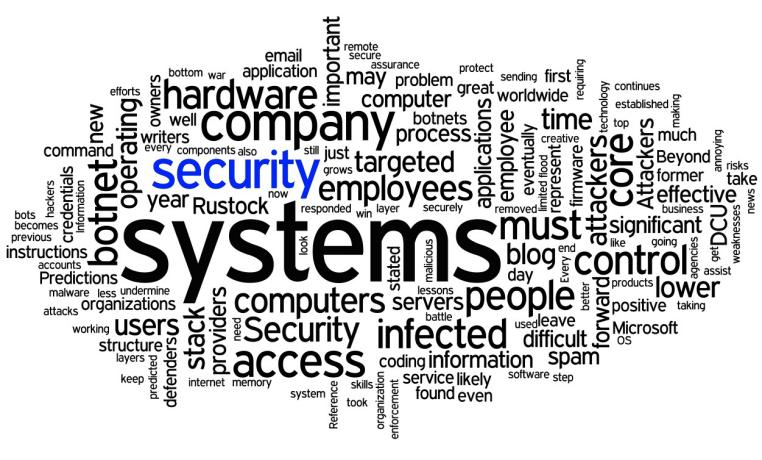 important
remote
email
secure
bottom war
application
assurance
may
problem
protect
sending
first
requiring
continues
efforts
owners
hardware
computer
great
worldwide
technology
established
making
new
operating
well
company
botnets
process
applications
employee
eventually
time
top
much
writers
creative
command
every
components
also
still
just
grows
targeted
limited flood
represent
firmware
attackers
core
Attackers
Beyond
annoying
security
employees
former
risks
take
hackers
credentials
Information
botnet
year
Rustock
now
effective
business
news
bots
becomes
previous
responded
win
layer
securely
removed
must
significant
DCU
weaknesses
instructions
systems
look
stated
malicious
blog
end
Every
like
going
control
agencies
get
accounts
Predictions
day
assist
malware
less
undermine
lessons
people
better
forward
products
lower
organizations
computers
servers
positive
taking
attacks
battle
working
users
stack
providers
need
Security
infected
used
leave
difficult
Microsoft
OS
structure
defenders
access
coding
information
spam
layers
keep
predicted
internet
memory
service
likely
software
step
system
Reference
skills
took
organization
enforcement
found
even